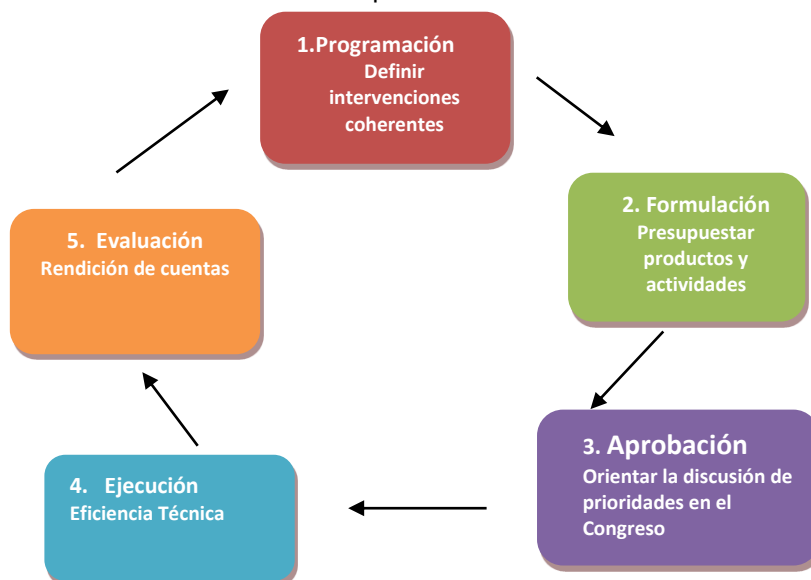 1.Programación
Definir
intervenciones
coherentes
2. Formulación
Presupuestar
productos y
actividades
3. Aprobación
Orientar la discusión de
prioridades en el
Congreso
4. Ejecución
Eficiencia Técnica
5. Evaluación
Rendición de cuentas